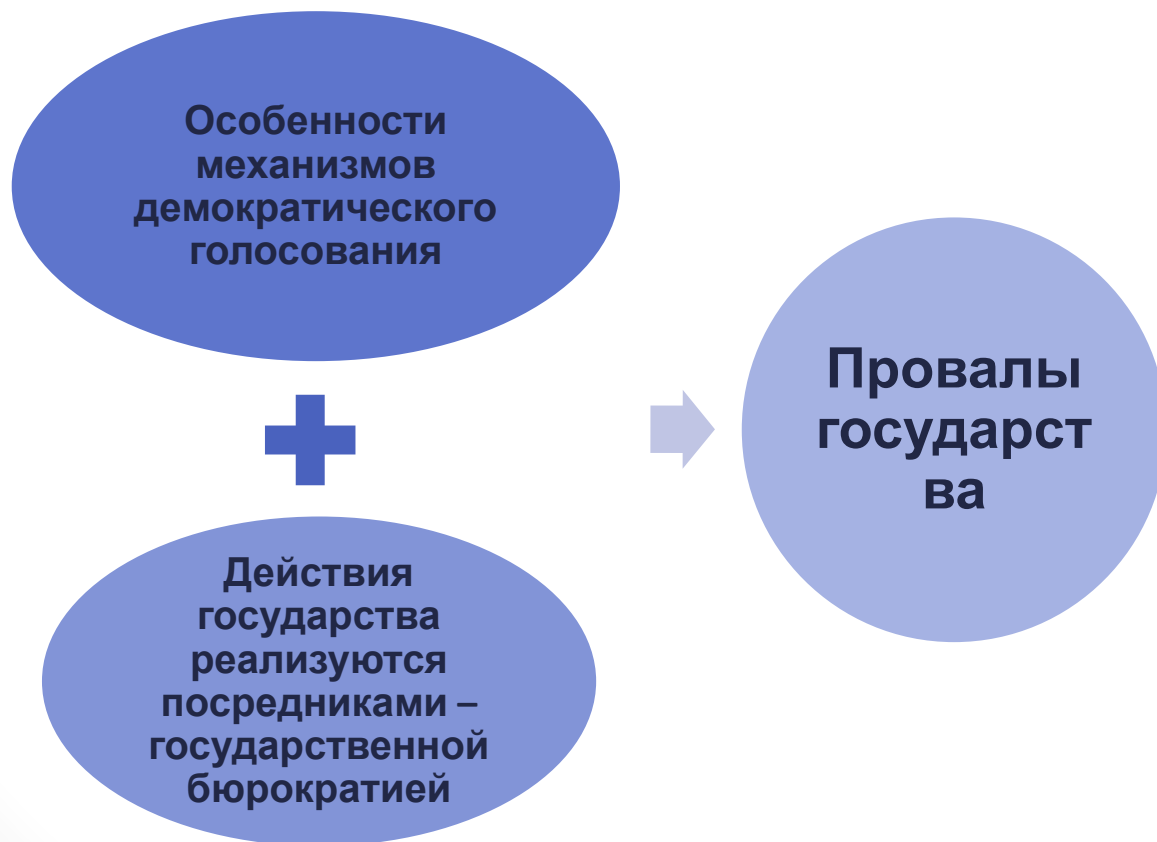 Особенности
механизмов
демократического
голосования
Действия
государства
реализуются
посредниками –
государственной
бюрократией
Провалы
государст
ва